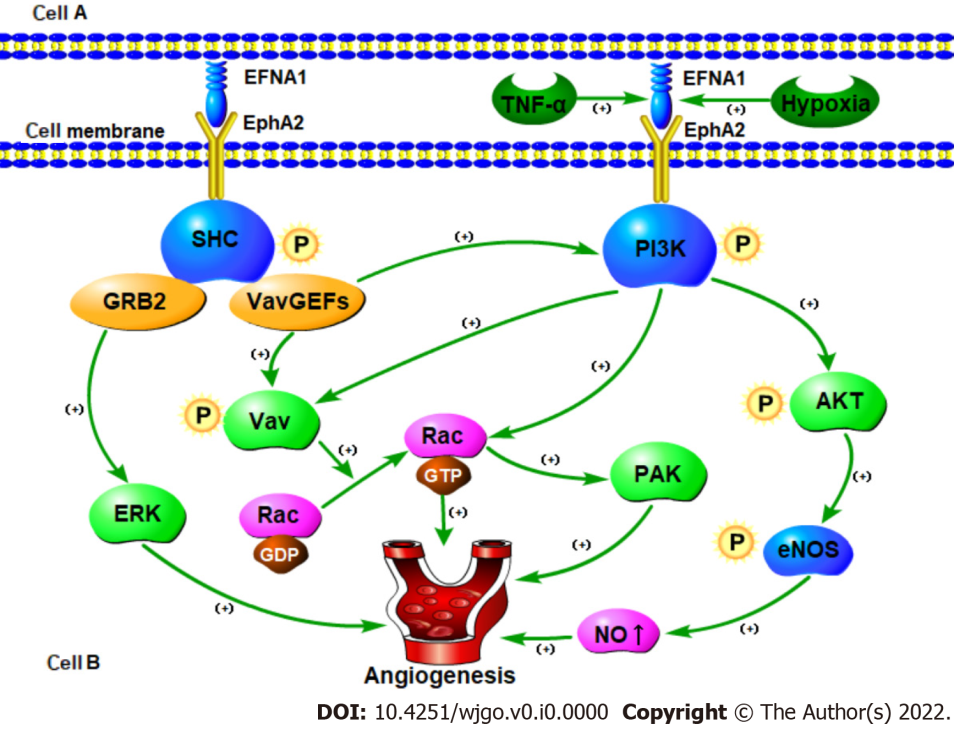 Cell A
EFNA1
EFNA1
TNF-α
(+)
(+)
Hypoxia
Cell membrane
EphA2
EphA2
SHC
P
(+)
PI3K
P
GRB2
VavGEFs
(+)
(+)
(+)
(+)
(+)
P
Vav
P
AKT
Rac
GTP
(+)
(+)
PAK
(+)
ERK
Rac
GDP
(+)
P
eNOS
(+)
(+)
NO↑
(+)
(+)
Cell B
Angiogenesis
DOI: 10.4251/wjgo.v0.i0.0000 Copyright © The Author(s) 2022.